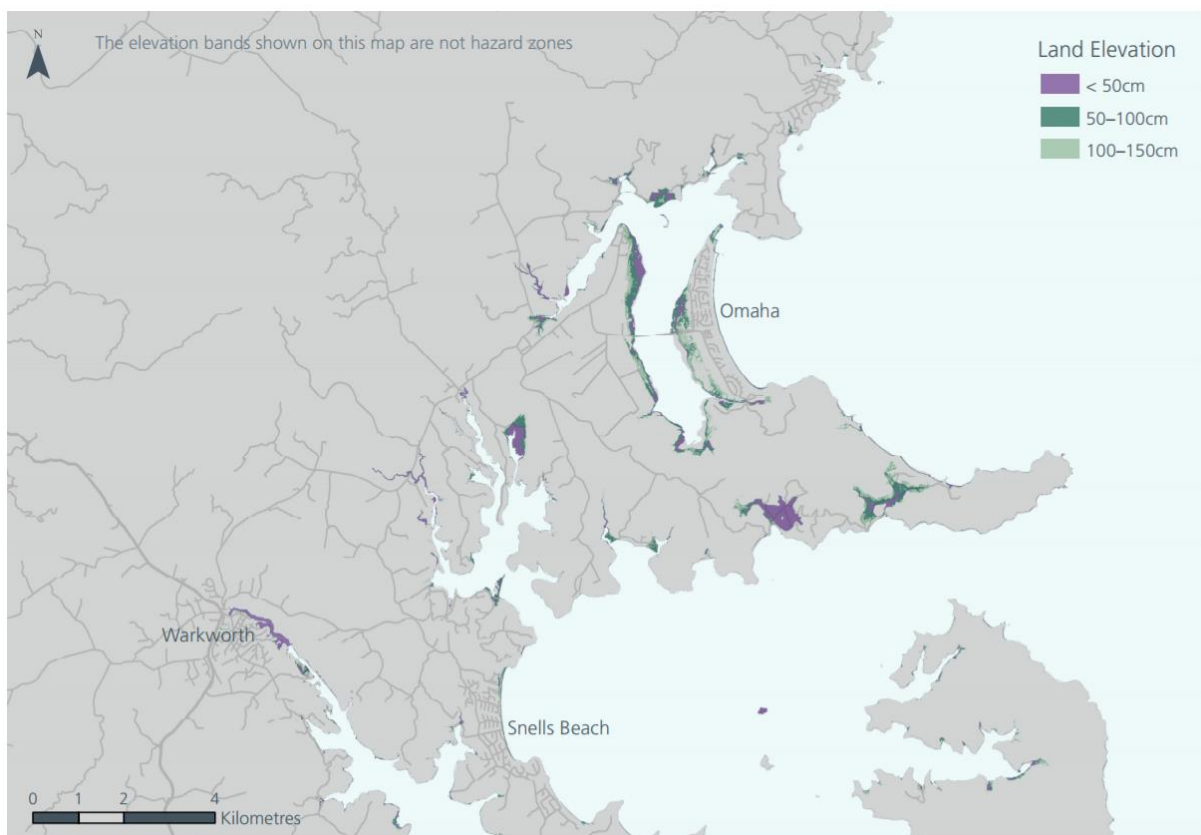 N
The elevation bands shown on this map are not hazard zones
Land Elevation
< 50cm
50–100cm
100–150cm
Omaha
Warkworth
Snells Beach
0 1 2 4
Kilometres